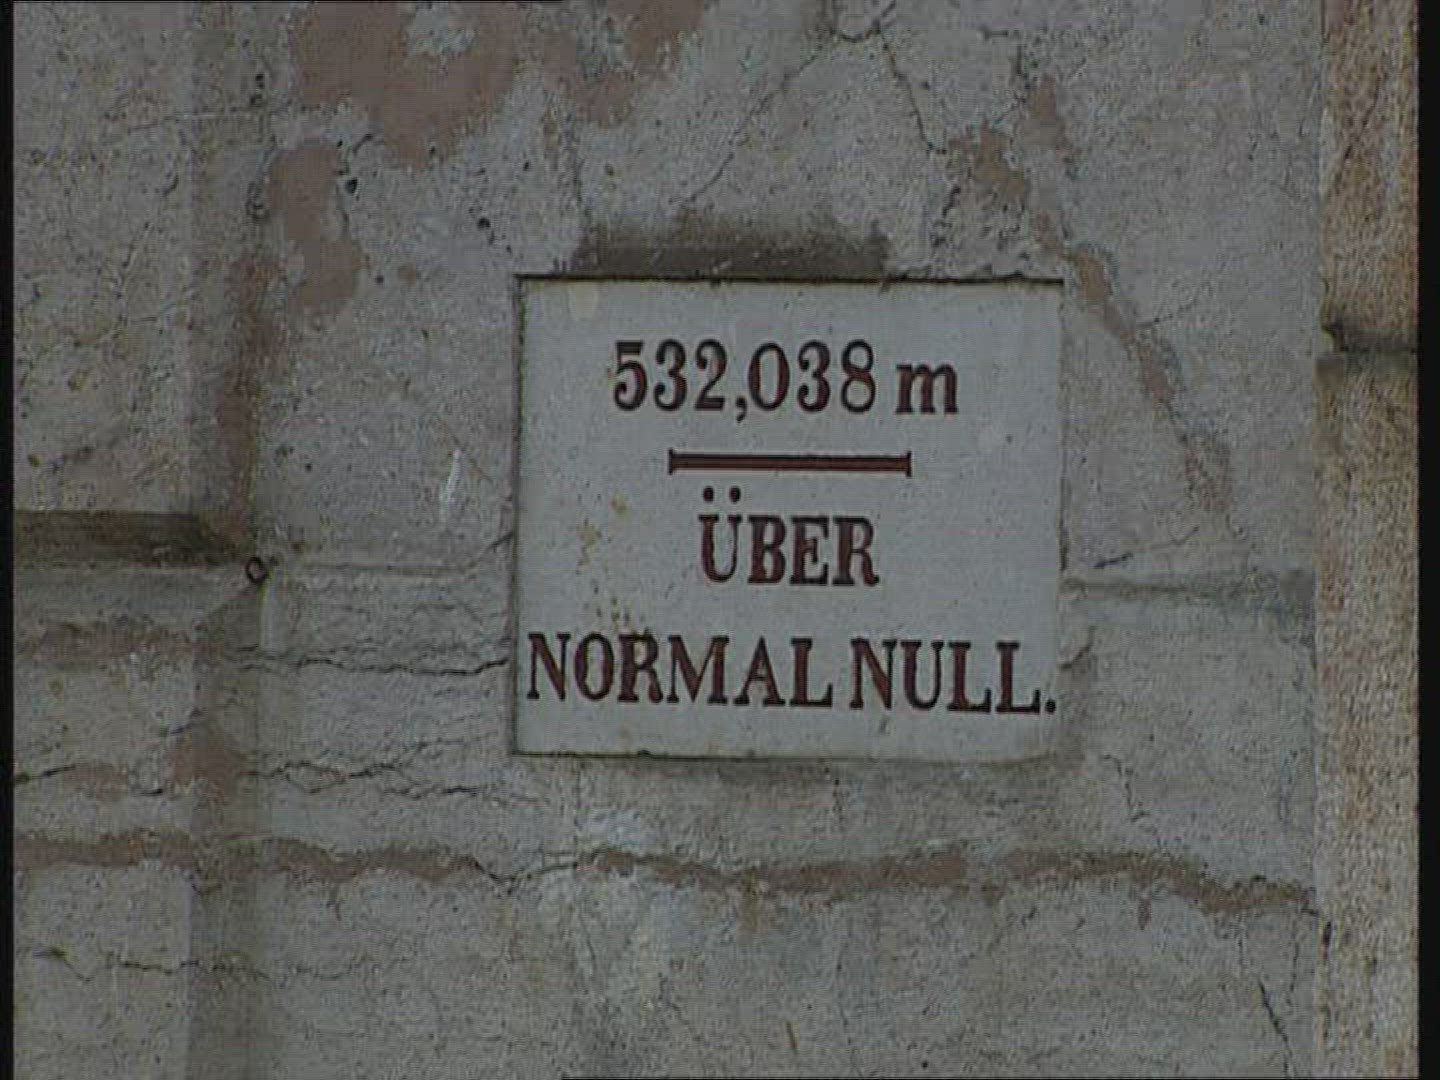 532,038 m
ÜBER
NORMAL NULL.